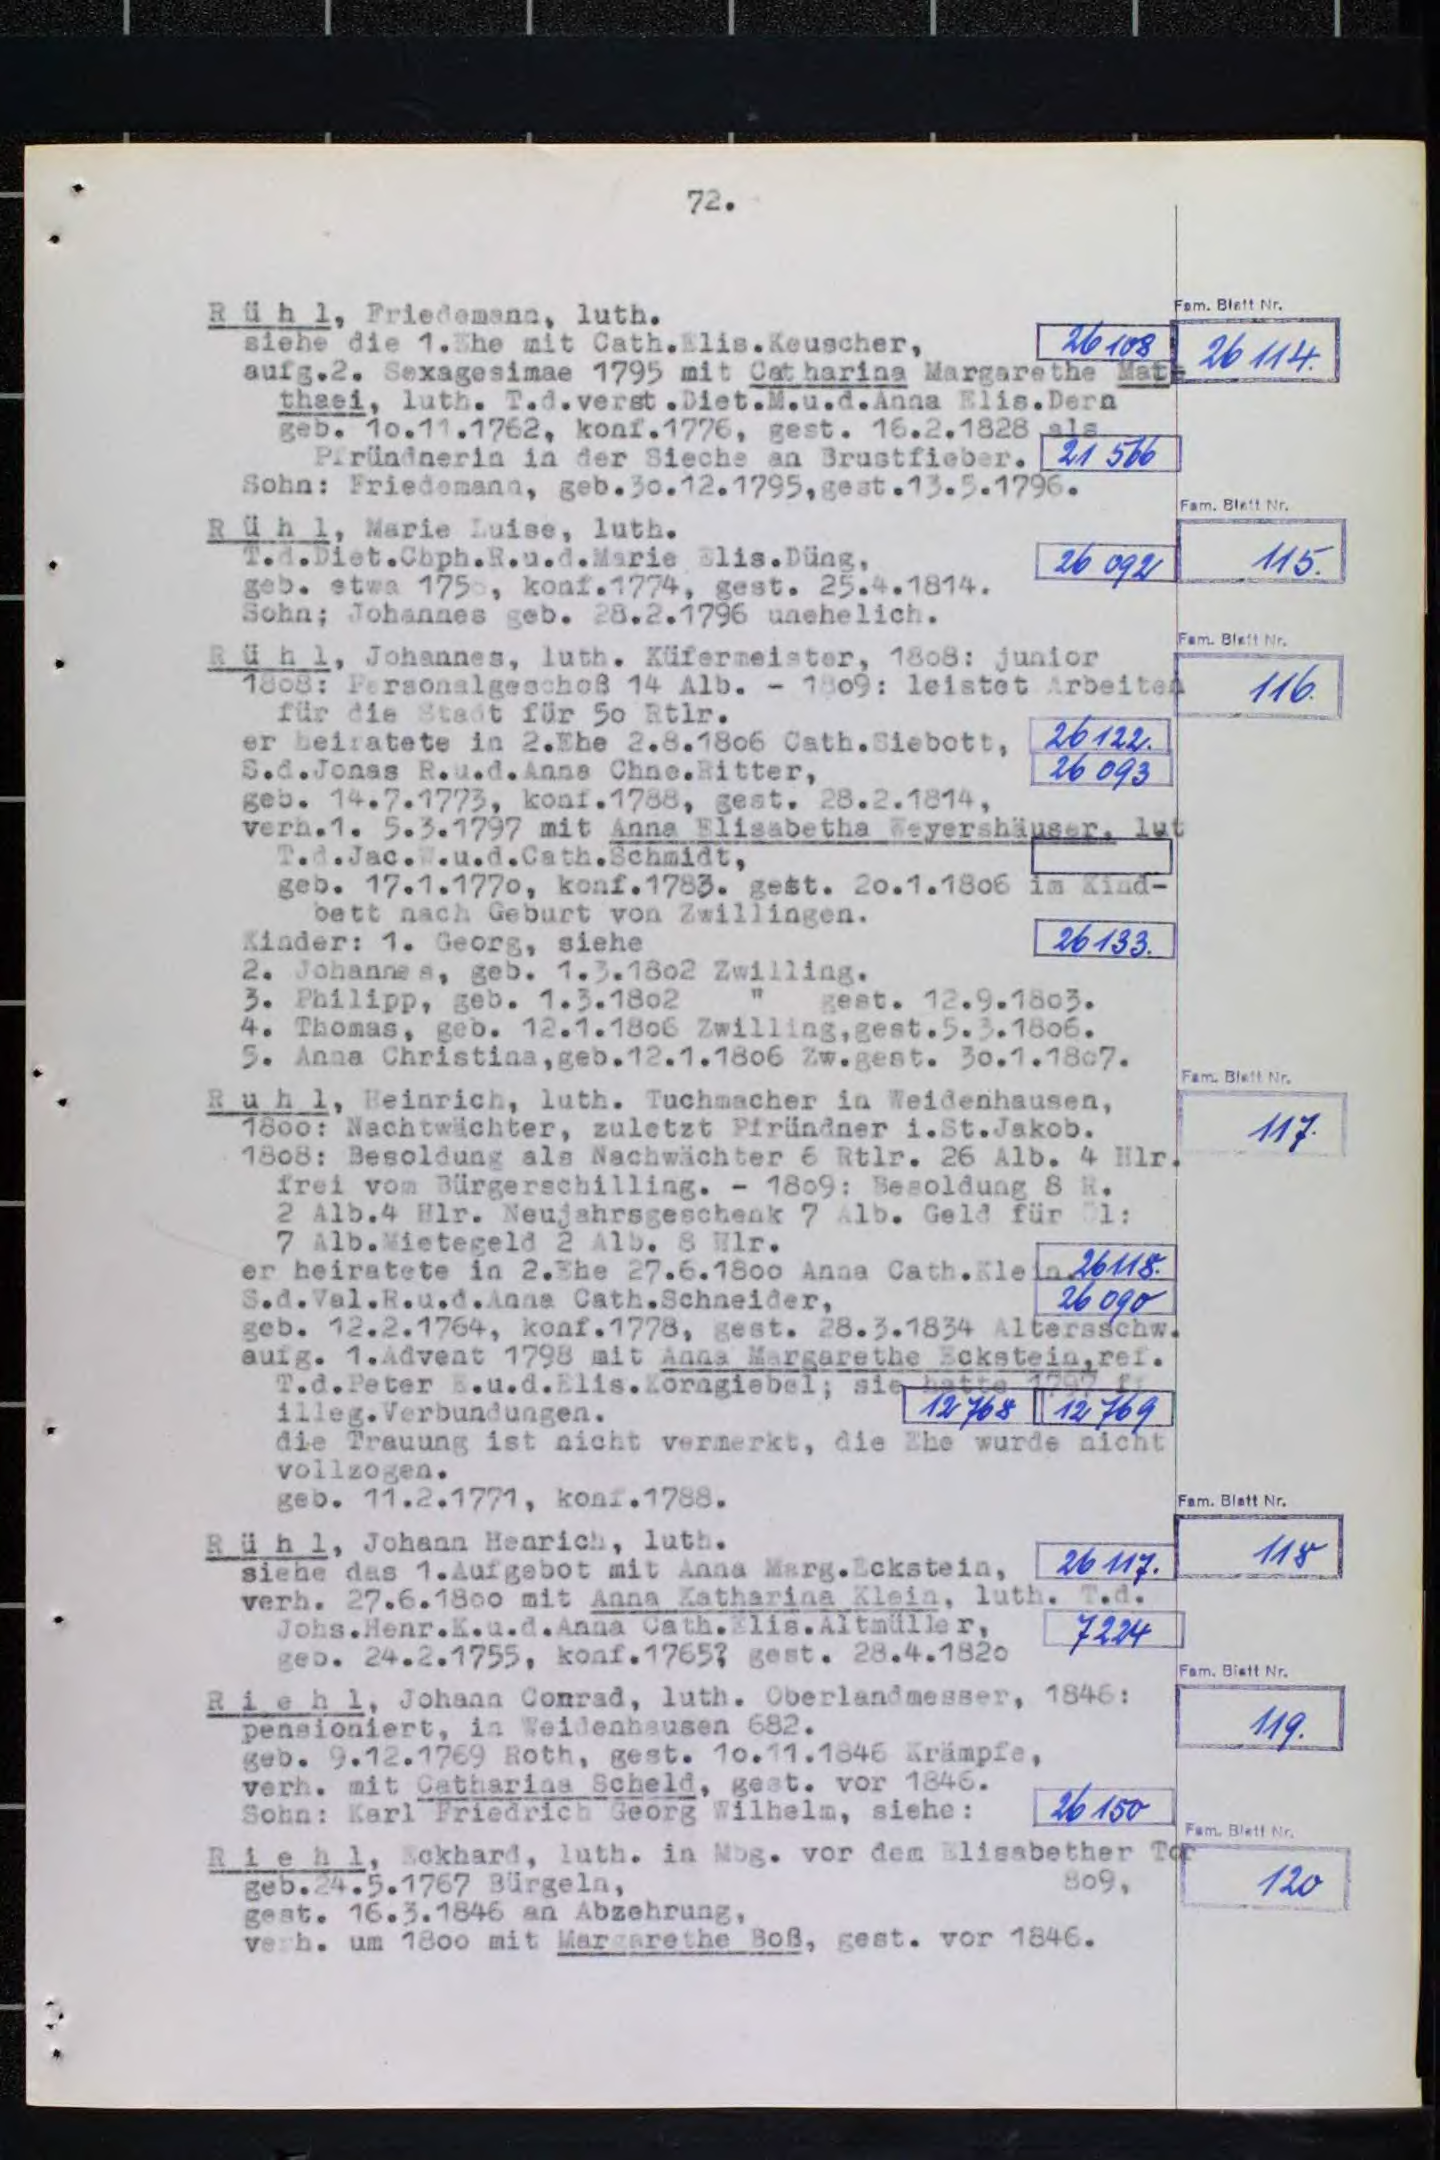 72.
Fam. Blatt Nr.
R ü h l, Friedemann, luth.
siehe die 1.Ehe mit Cath.Elis.Keuscher, 26108 26114.
aufg.2. Sexagesimae 1795 mit Catharina Margarethe Mat-
thaei, luth. T.d.verst.Diet.M.u.d.Anna Elis.Dern
geb. 1o.11.1762, konf.1776, gest. 16.2.1828 als
Pfründnerin in der Sieche an Brustfieber. 21566
Sohn: Friedemann, geb.3o.12.1795,gest.13.5.1796.
Fam. Blatt Nr.
R ü h l, Marie Luise, luth.
T.d.Diet.Chph.R.u.d.Marie Elis.Düng, 26092 115.
geb. etwa 175o, konf.1774, gest. 25.4.1814.
Sohn; Johannes geb. 28.2.1796 unehelich.
Fam. Blatt Nr.
R ü h l, Johannes, luth. Küfermeister, 18o8: junior
18o8: Personalgeschoß 14 Alb. - 18o9: leistet Arbeiten 116.
für die Stadt für 5o Rtlr.
er heiratete in 2.Ehe 2.8.18o6 Cath.Siebott, 26122.
S.d.Jonas R.u.d.Anna Chne.Ritter, 26093
geb. 14.7.1773, konf.1788, gest. 28.2.1814,
verh.1. 5.3.1797 mit Anna Elisabetha Weyershäuser, lut
T.d.Jac.W.u.d.Cath.Schmidt,
geb. 17.1.177o, konf.1783. gest. 2o.1.18o6 im Kind-
bett nach Geburt von Zwillingen.
Kinder: 1. Georg, siehe 26133.
2. Johannes, geb. 1.3.18o2 Zwilling.
3. Philipp, geb. 1.3.18o2 " gest. 12.9.18o3.
4. Thomas, geb. 12.1.18o6 Zwilling,gest.5.3.18o6.
5. Anna Christina,geb.12.1.18o6 Zw.gest. 3o.1.18o7.
Fam. Blatt Nr.
R u h l, Heinrich, luth. Tuchmacher in Weidenhausen,
18oo: Nachtwächter, zuletzt Pfründner i.St.Jakob. 117.
18o8: Besoldung als Nachwächter 6 Rtlr. 26 Alb. 4 Hlr.
frei vom Bürgerschilling. - 18o9: Besoldung 8 R.
2 Alb.4 Hlr. Neujahrsgeschenk 7 Alb. Geld für Öl:
7 Alb.Mietegeld 2 Alb. 8 Hlr.
er heiratete in 2.Ehe 27.6.18oo Anna Cath.Klein. 26118.
S.d.Val.R.u.d.Anna Cath.Schneider, 26090
geb. 12.2.1764, konf.1778, gest. 28.3.1834 Altersschw.
aufg. 1.Advent 1798 mit Anna Margarethe Eckstein,ref.
T.d.Peter E.u.d.Elis.Korngiebel; sie hatte 1797 ff
illeg.Verbundungen. 12768 12769
die Trauung ist nicht vermerkt, die Ehe wurde nicht
vollzogen.
geb. 11.2.1771, konf.1788.
Fam. Blatt Nr.
R ü h l, Johann Henrich, luth.
siehe das 1.Aufgebot mit Anna Marg.Eckstein, 26117. 118
verh. 27.6.18oo mit Anna Katharina Klein, luth. T.d.
Johs.Henr.K.u.d.Anna Cath.Elis.Altmüller, 7224
geb. 24.2.1755, konf.1765? gest. 28.4.182o
Fam. Blatt Nr.
R i e h l, Johann Conrad, luth. Oberlandmesser, 1846:
pensioniert, in Weidenhausen 682. 119.
geb. 9.12.1769 Roth, gest. 1o.11.1846 Krämpfe,
verh. mit Catharina Scheld, gest. vor 1846.
Sohn: Karl Friedrich Georg Wilhelm, siehe: 26150
Fam. Blatt Nr.
R i e h l, Eckhard, luth. in Mbg. vor dem Elisabether Tor
geb.24.5.1767 Bürgeln, 8o9, 120
gest. 16.3.1846 an Abzehrung,
verh. um 18oo mit Margarethe Boß, gest. vor 1846.